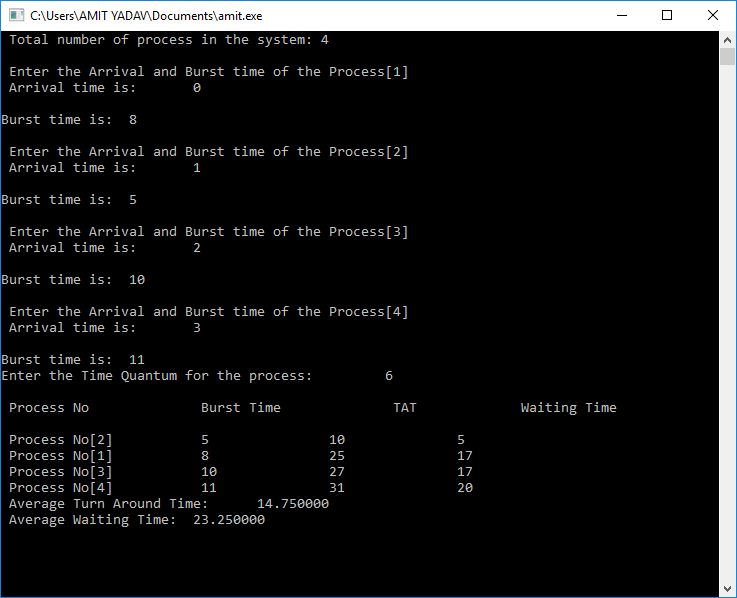 C:\Users\AMIT YADAV\Documents\amit.exe
Total number of process in the system: 4
Enter the Arrival and Burst time of the Process[1]
Arrival time is: 0
Burst time is: 8
Enter the Arrival and Burst time of the Process[2]
Arrival time is: 1
Burst time is: 5
Enter the Arrival and Burst time of the Process[3]
Arrival time is: 2
Burst time is: 10
Enter the Arrival and Burst time of the Process[4]
Arrival time is: 3
Burst time is: 11
Enter the Time Quantum for the process: 6
Process No Burst Time TAT Waiting Time
Process No[2] 5 10 5
Process No[1] 8 25 17
Process No[3] 10 27 17
Process No[4] 11 31 20
Average Turn Around Time: 14.750000
Average Waiting Time: 23.250000